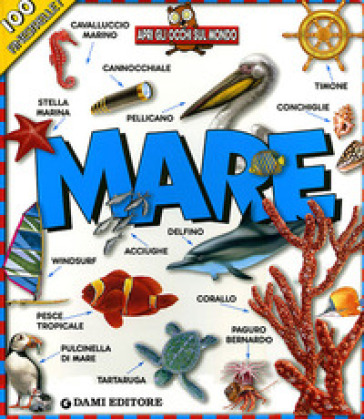 100
APRI GLI OCCHI SUL MONDO
CAVALLUCCIO
MARINO
CANNOCCHIALE
TIMONE
STELLA
MARINA
PELLICANO
CONCHIGLIE
MARE
DELFINO
ACCIUGHE
WINDSURF
CORALLO
PESCE
TROPICALE
PAGURO
BERNARDO
PULCINELLA
DI MARE
TARTARUGA
DAMI EDITORE